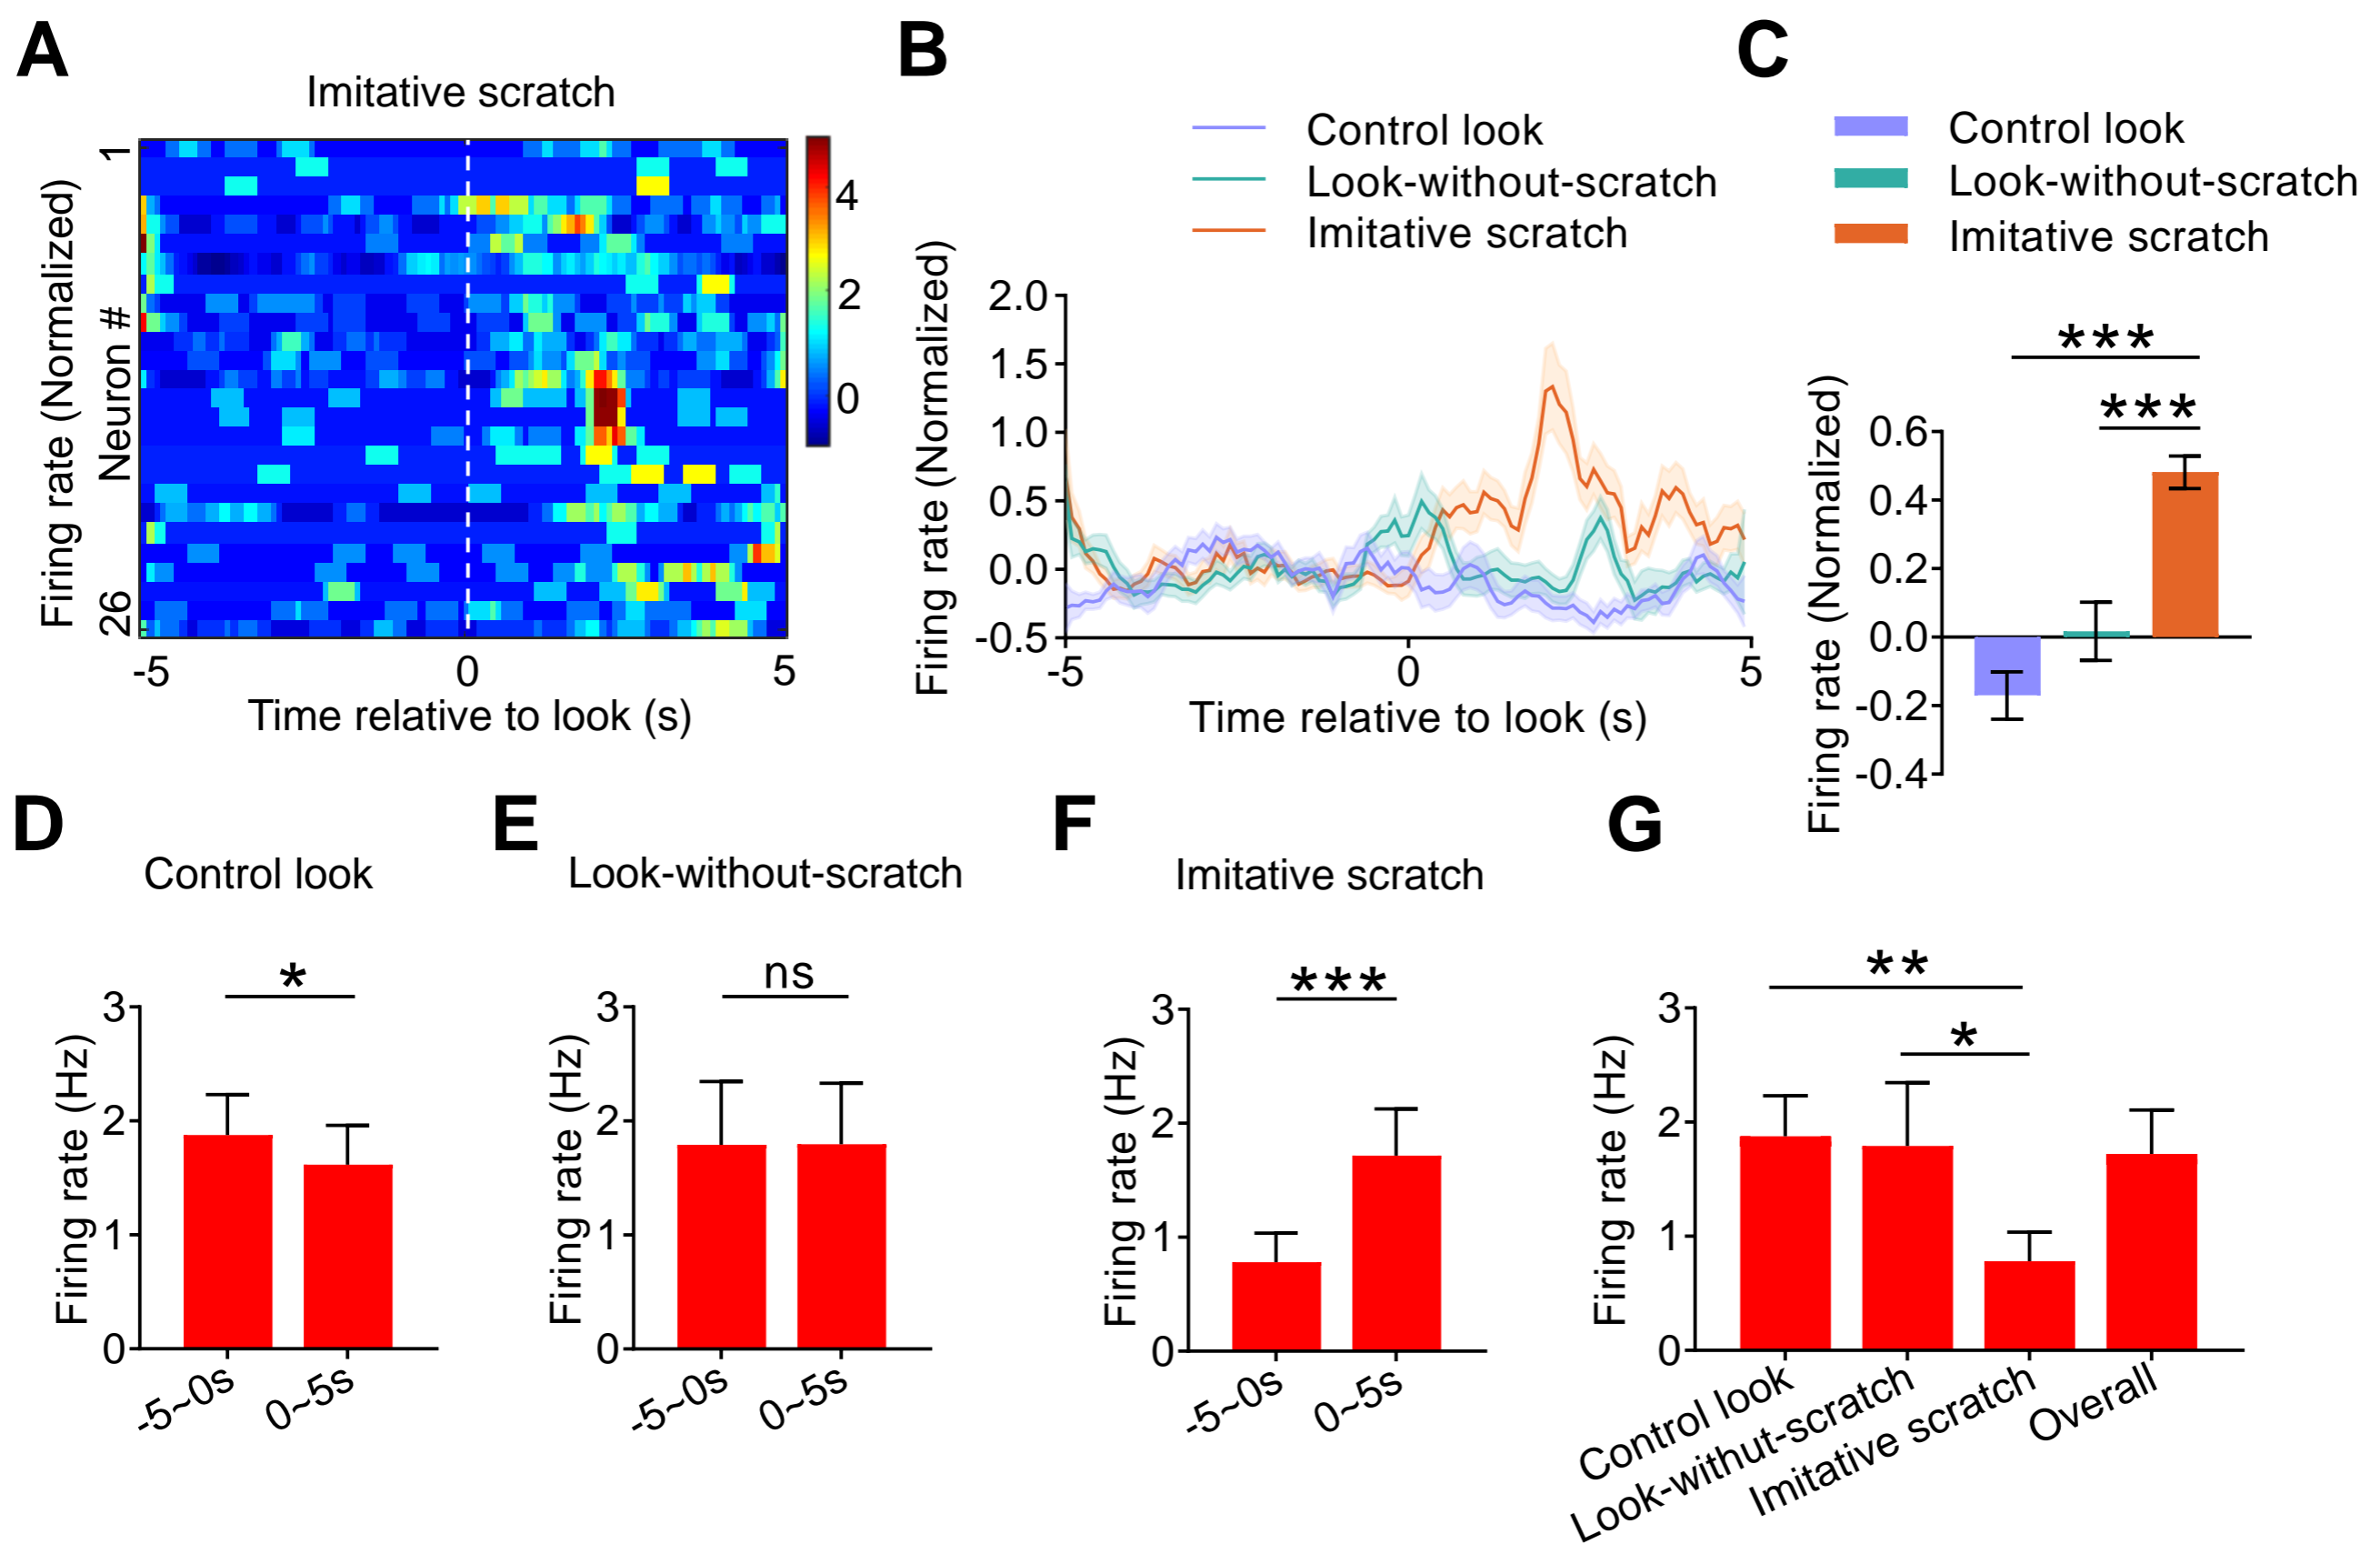 A
Imitative scratch
Firing rate (Normalized)
Neuron #
1
26
4
2
0
-5
0
5
Time relative to look (s)
B
Control look
Look-without-scratch
Imitative scratch
Firing rate (Normalized)
2.0
1.5
1.0
0.5
0.0
-0.5
-5
0
5
Time relative to look (s)
C
Control look
Look-without-scratch
Imitative scratch
***
***
Firing rate (Normalized)
0.6
0.4
0.2
0.0
-0.2
-0.4
D
Control look
*
Firing rate (Hz)
3
2
1
0
-5~0s
0~5s
E
Look-without-scratch
ns
Firing rate (Hz)
3
2
1
0
-5~0s
0~5s
F
Imitative scratch
***
Firing rate (Hz)
3
2
1
0
-5~0s
0~5s
G
**
*
Firing rate (Hz)
3
2
1
0
Control look
Look-withut-scratch
Imitative scratch
Overall